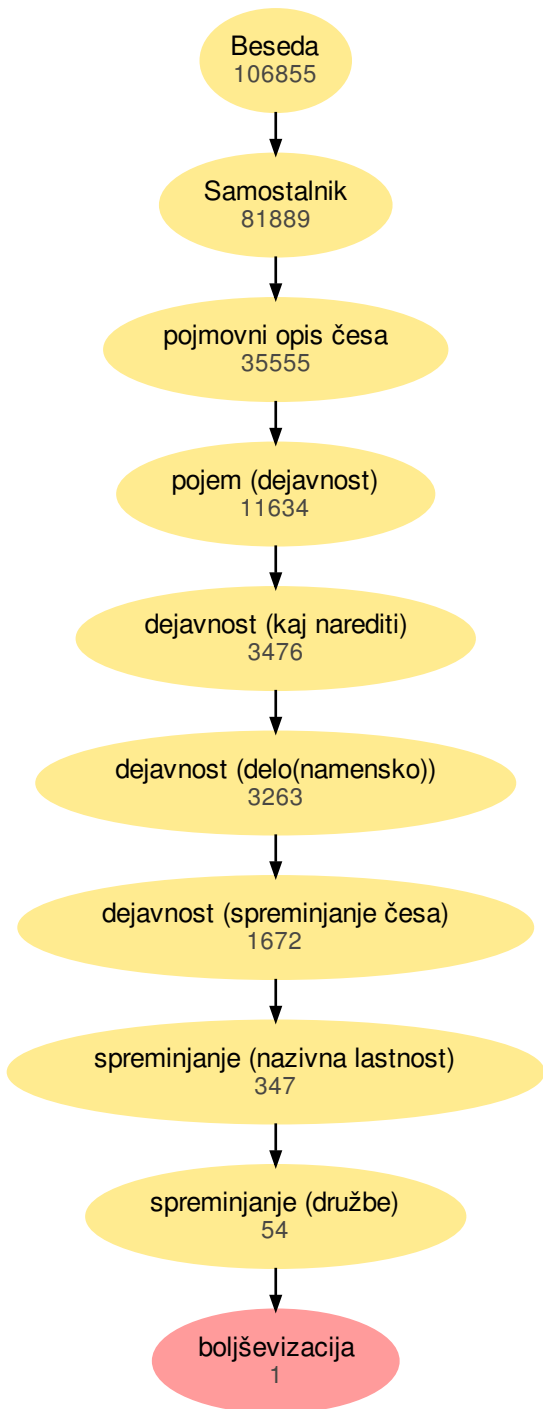 Beseda
106855
Samostalnik
81889
pojmovni opis česa
35555
pojem (dejavnost)
11634
dejavnost (kaj narediti)
3476
dejavnost (delo(namensko))
3263
dejavnost (spreminjanje česa)
1672
spreminjanje (nazivna lastnost)
347
spreminjanje (družbe)
54
boljševizacija
1